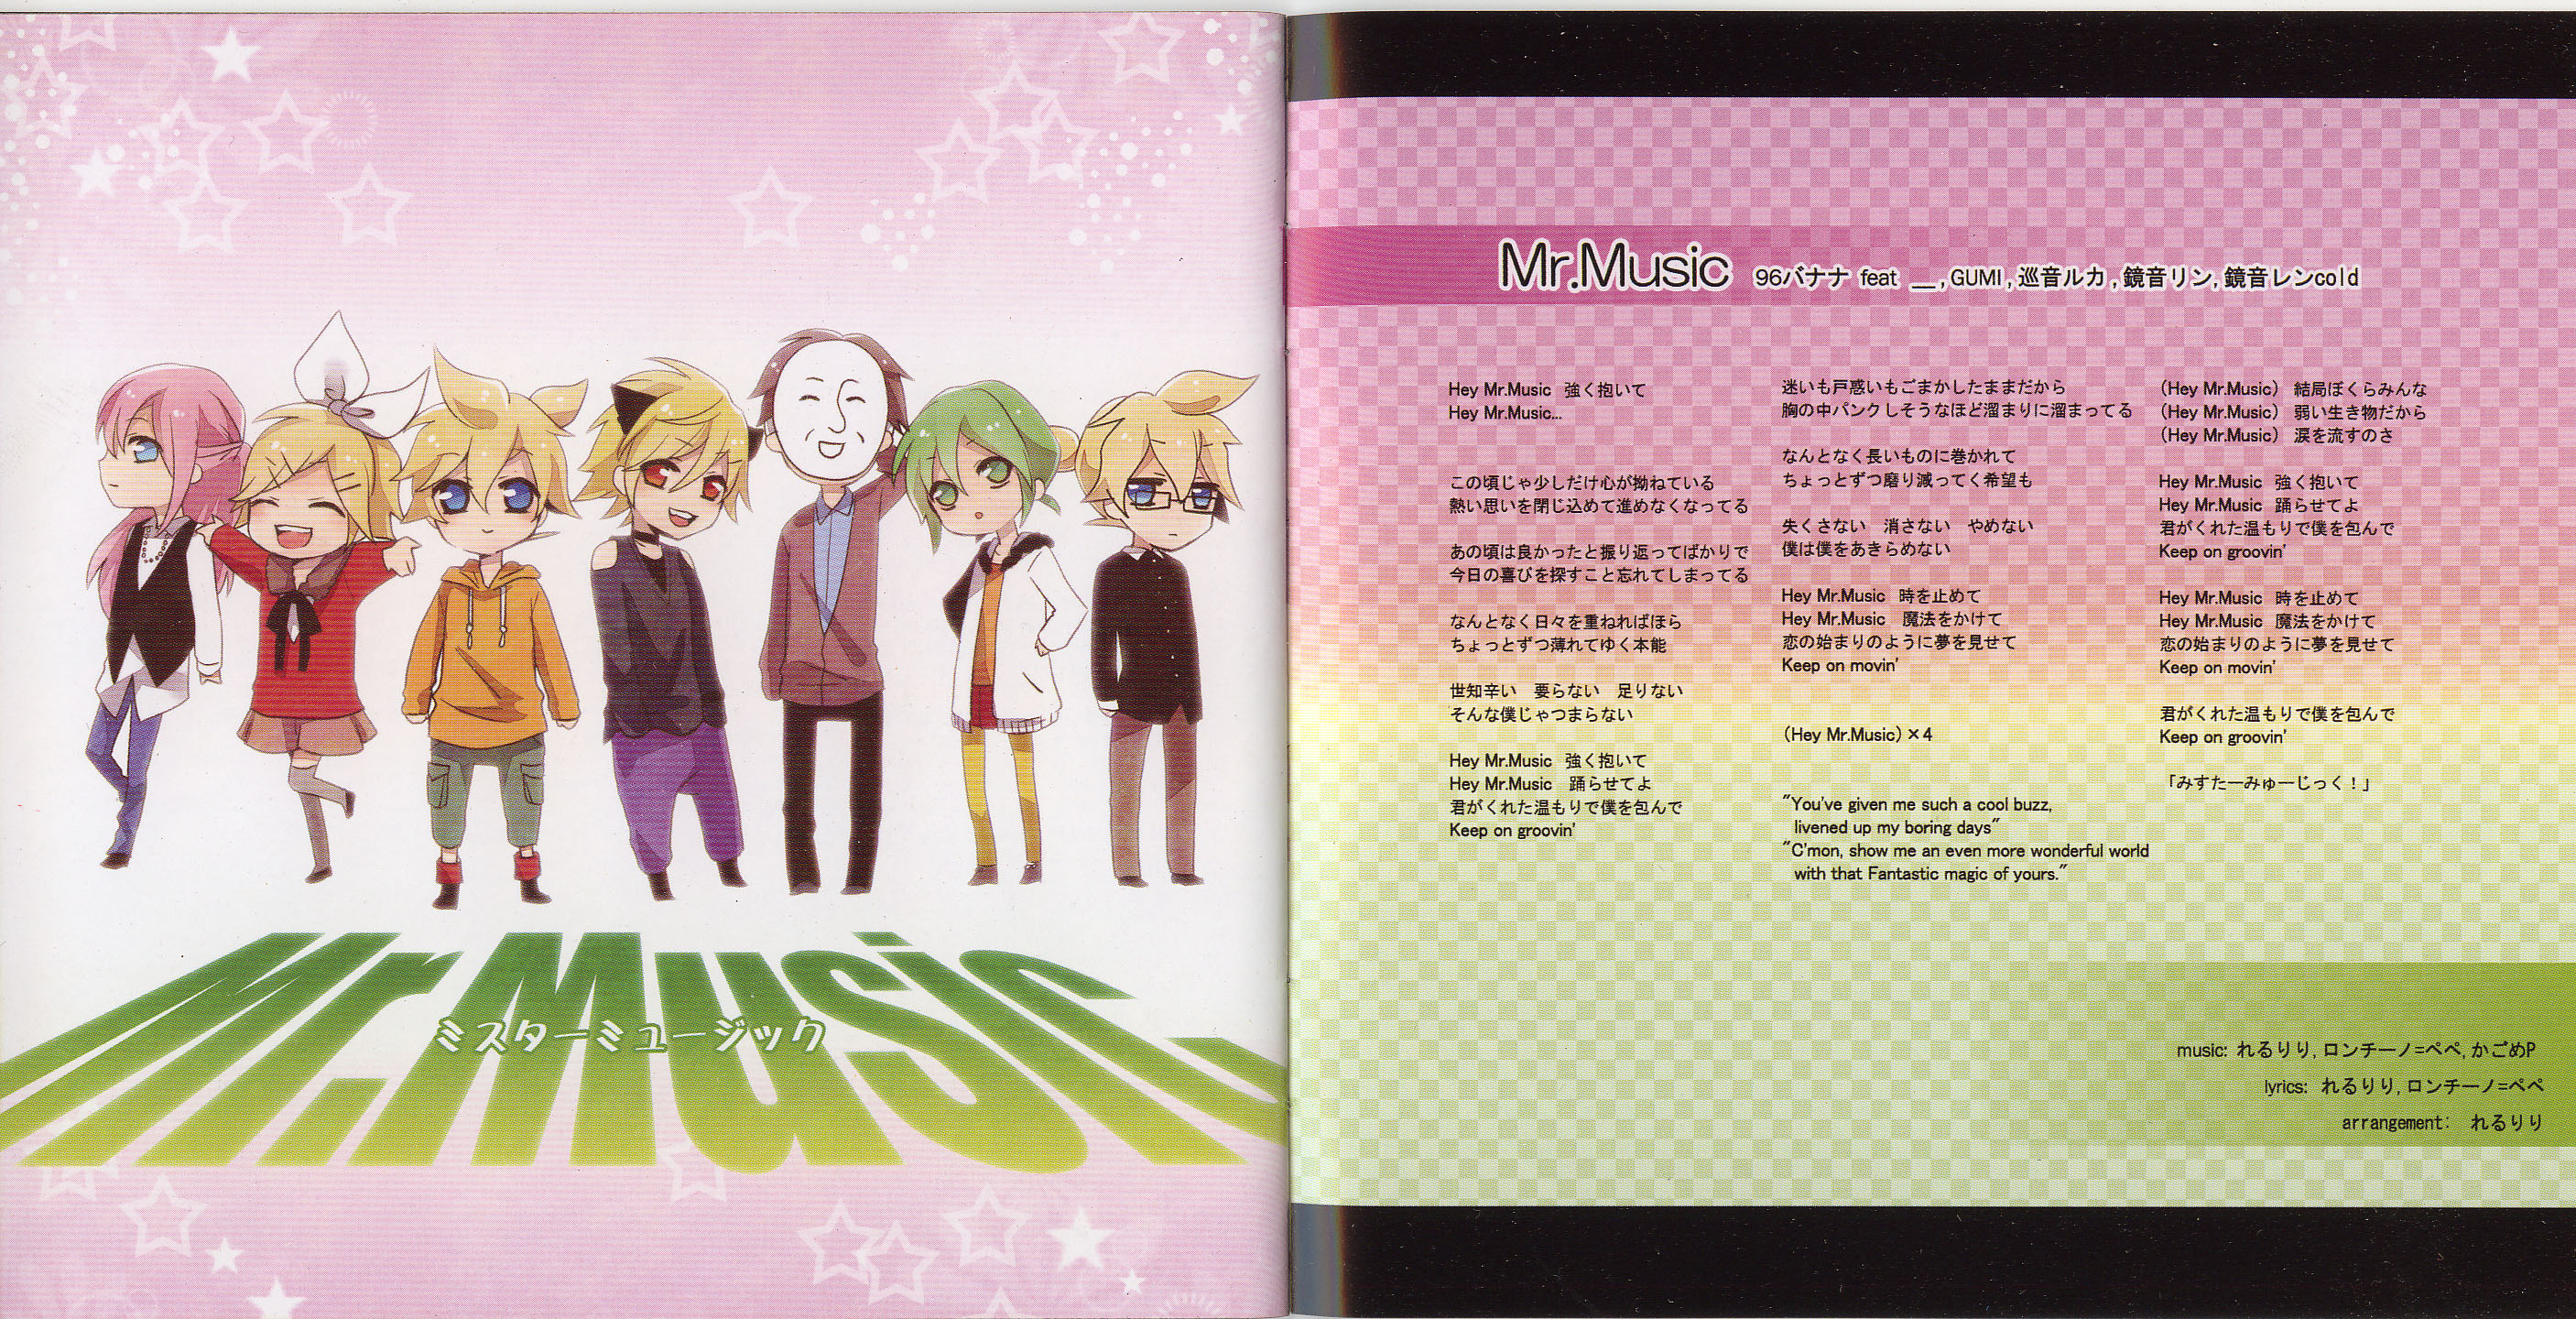 Mr.Music
ミスターミュージック
Mr.Music 96バナナ feat __,GUMI,巡音ルカ,鏡音リン,鏡音レンcold
Hey Mr.Music 強く抱いて
Hey Mr.Music...
この頃じゃ少しだけ心が拗ねている
熱い思いを閉じ込めて進めなくなってる
あの頃は良かったと振り返ってばかりで
今日の喜びを探すこと忘れてしまってる
なんとなく日々を重ねればほら
ちょっとずつ薄れてゆく本能
世知辛い 要らない 足りない
そんな僕じゃつまらない
Hey Mr.Music 強く抱いて
Hey Mr.Music 踊らせてよ
君がくれた温もりで僕を包んで
Keep on groovin'
迷いも戸惑いもごまかしたままだから
胸の中パンクしそうなほど溜まりに溜まってる
なんとなく長いものに巻かれて
ちょっとずつ磨り減ってく希望も
失くさない 消さない やめない
僕は僕をあきらめない
Hey Mr.Music 時を止めて
Hey Mr.Music 魔法をかけて
恋の始まりのように夢を見せて
Keep on movin'
(Hey Mr.Music)×4
"You've given me such a cool buzz,
livened up my boring days"
"C'mon, show me an even more wonderful world
with that Fantastic magic of yours."
(Hey Mr.Music) 結局ぼくらみんな
(Hey Mr.Music) 弱い生き物だから
(Hey Mr.Music) 涙を流すのさ
Hey Mr.Music 強く抱いて
Hey Mr.Music 踊らせてよ
君がくれた温もりで僕を包んで
Keep on groovin'
Hey Mr.Music 時を止めて
Hey Mr.Music 魔法をかけて
恋の始まりのように夢を見せて
Keep on movin'
君がくれた温もりで僕を包んで
Keep on groovin'
「みすたーみゅーじっく！」
music: れるりり,ロンチーノ=ペペ,かごめP
lyrics: れるりり,ロンチーノ=ペペ
arrangement: れるりり